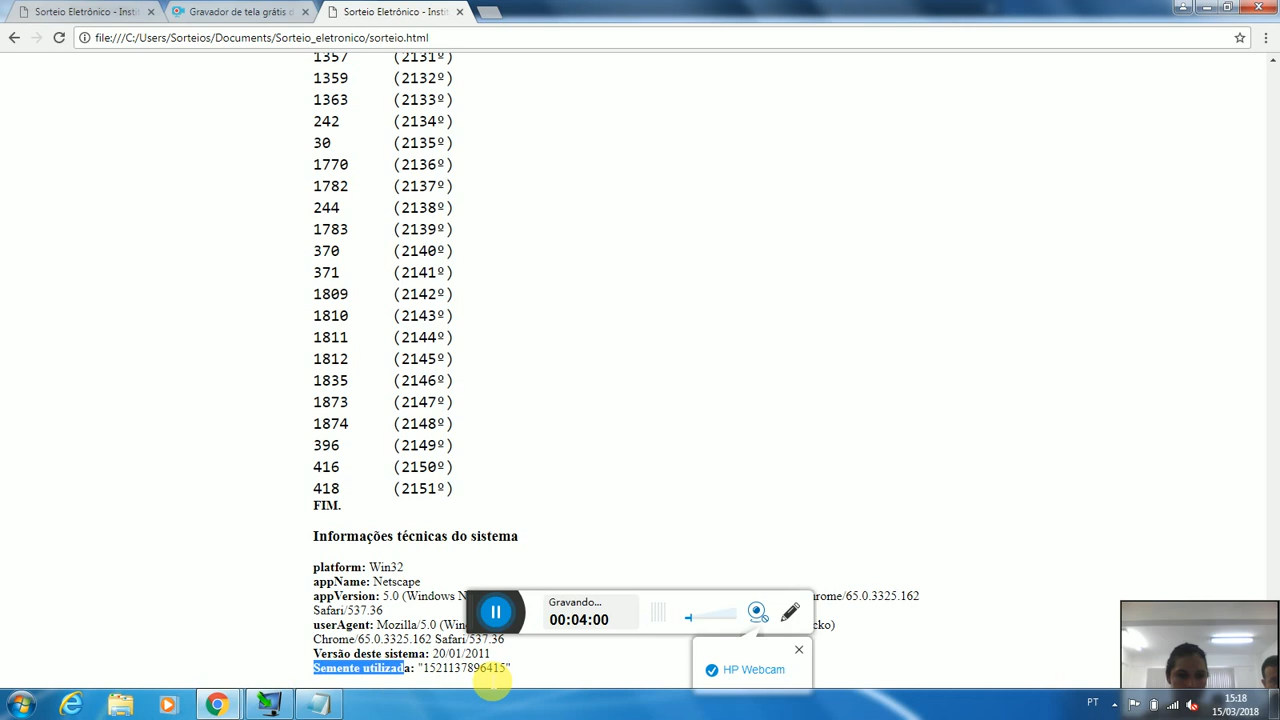 Sorteio Eletrônico - Instit
Gravador de tela grátis d
Sorteio Eletrônico - Instit
file:///C:/Users/Sorteios/Documents/Sorteio_eletronico/sorteio.html
1357 (2131º)
1359 (2132º)
1363 (2133º)
242 (2134º)
30 (2135º)
1770 (2136º)
1782 (2137º)
244 (2138º)
1783 (2139º)
370 (2140º)
371 (2141º)
1809 (2142º)
1810 (2143º)
1811 (2144º)
1812 (2145º)
1835 (2146º)
1873 (2147º)
1874 (2148º)
396 (2149º)
416 (2150º)
418 (2151º)
FIM.
Informações técnicas do sistema
platform: Win32
appName: Netscape
appVersion: 5.0 (Windows N hrome/65.0.3325.162
Safari/537.36
userAgent: Mozilla/5.0 (Win cko)
Chrome/65.0.3325.162 Safari/537.36
Versão deste sistema: 20/01/2011
Semente utilizada: "1521137896415"
Gravando...
00:04:00
HP Webcam
PT
15:18
15/03/2018